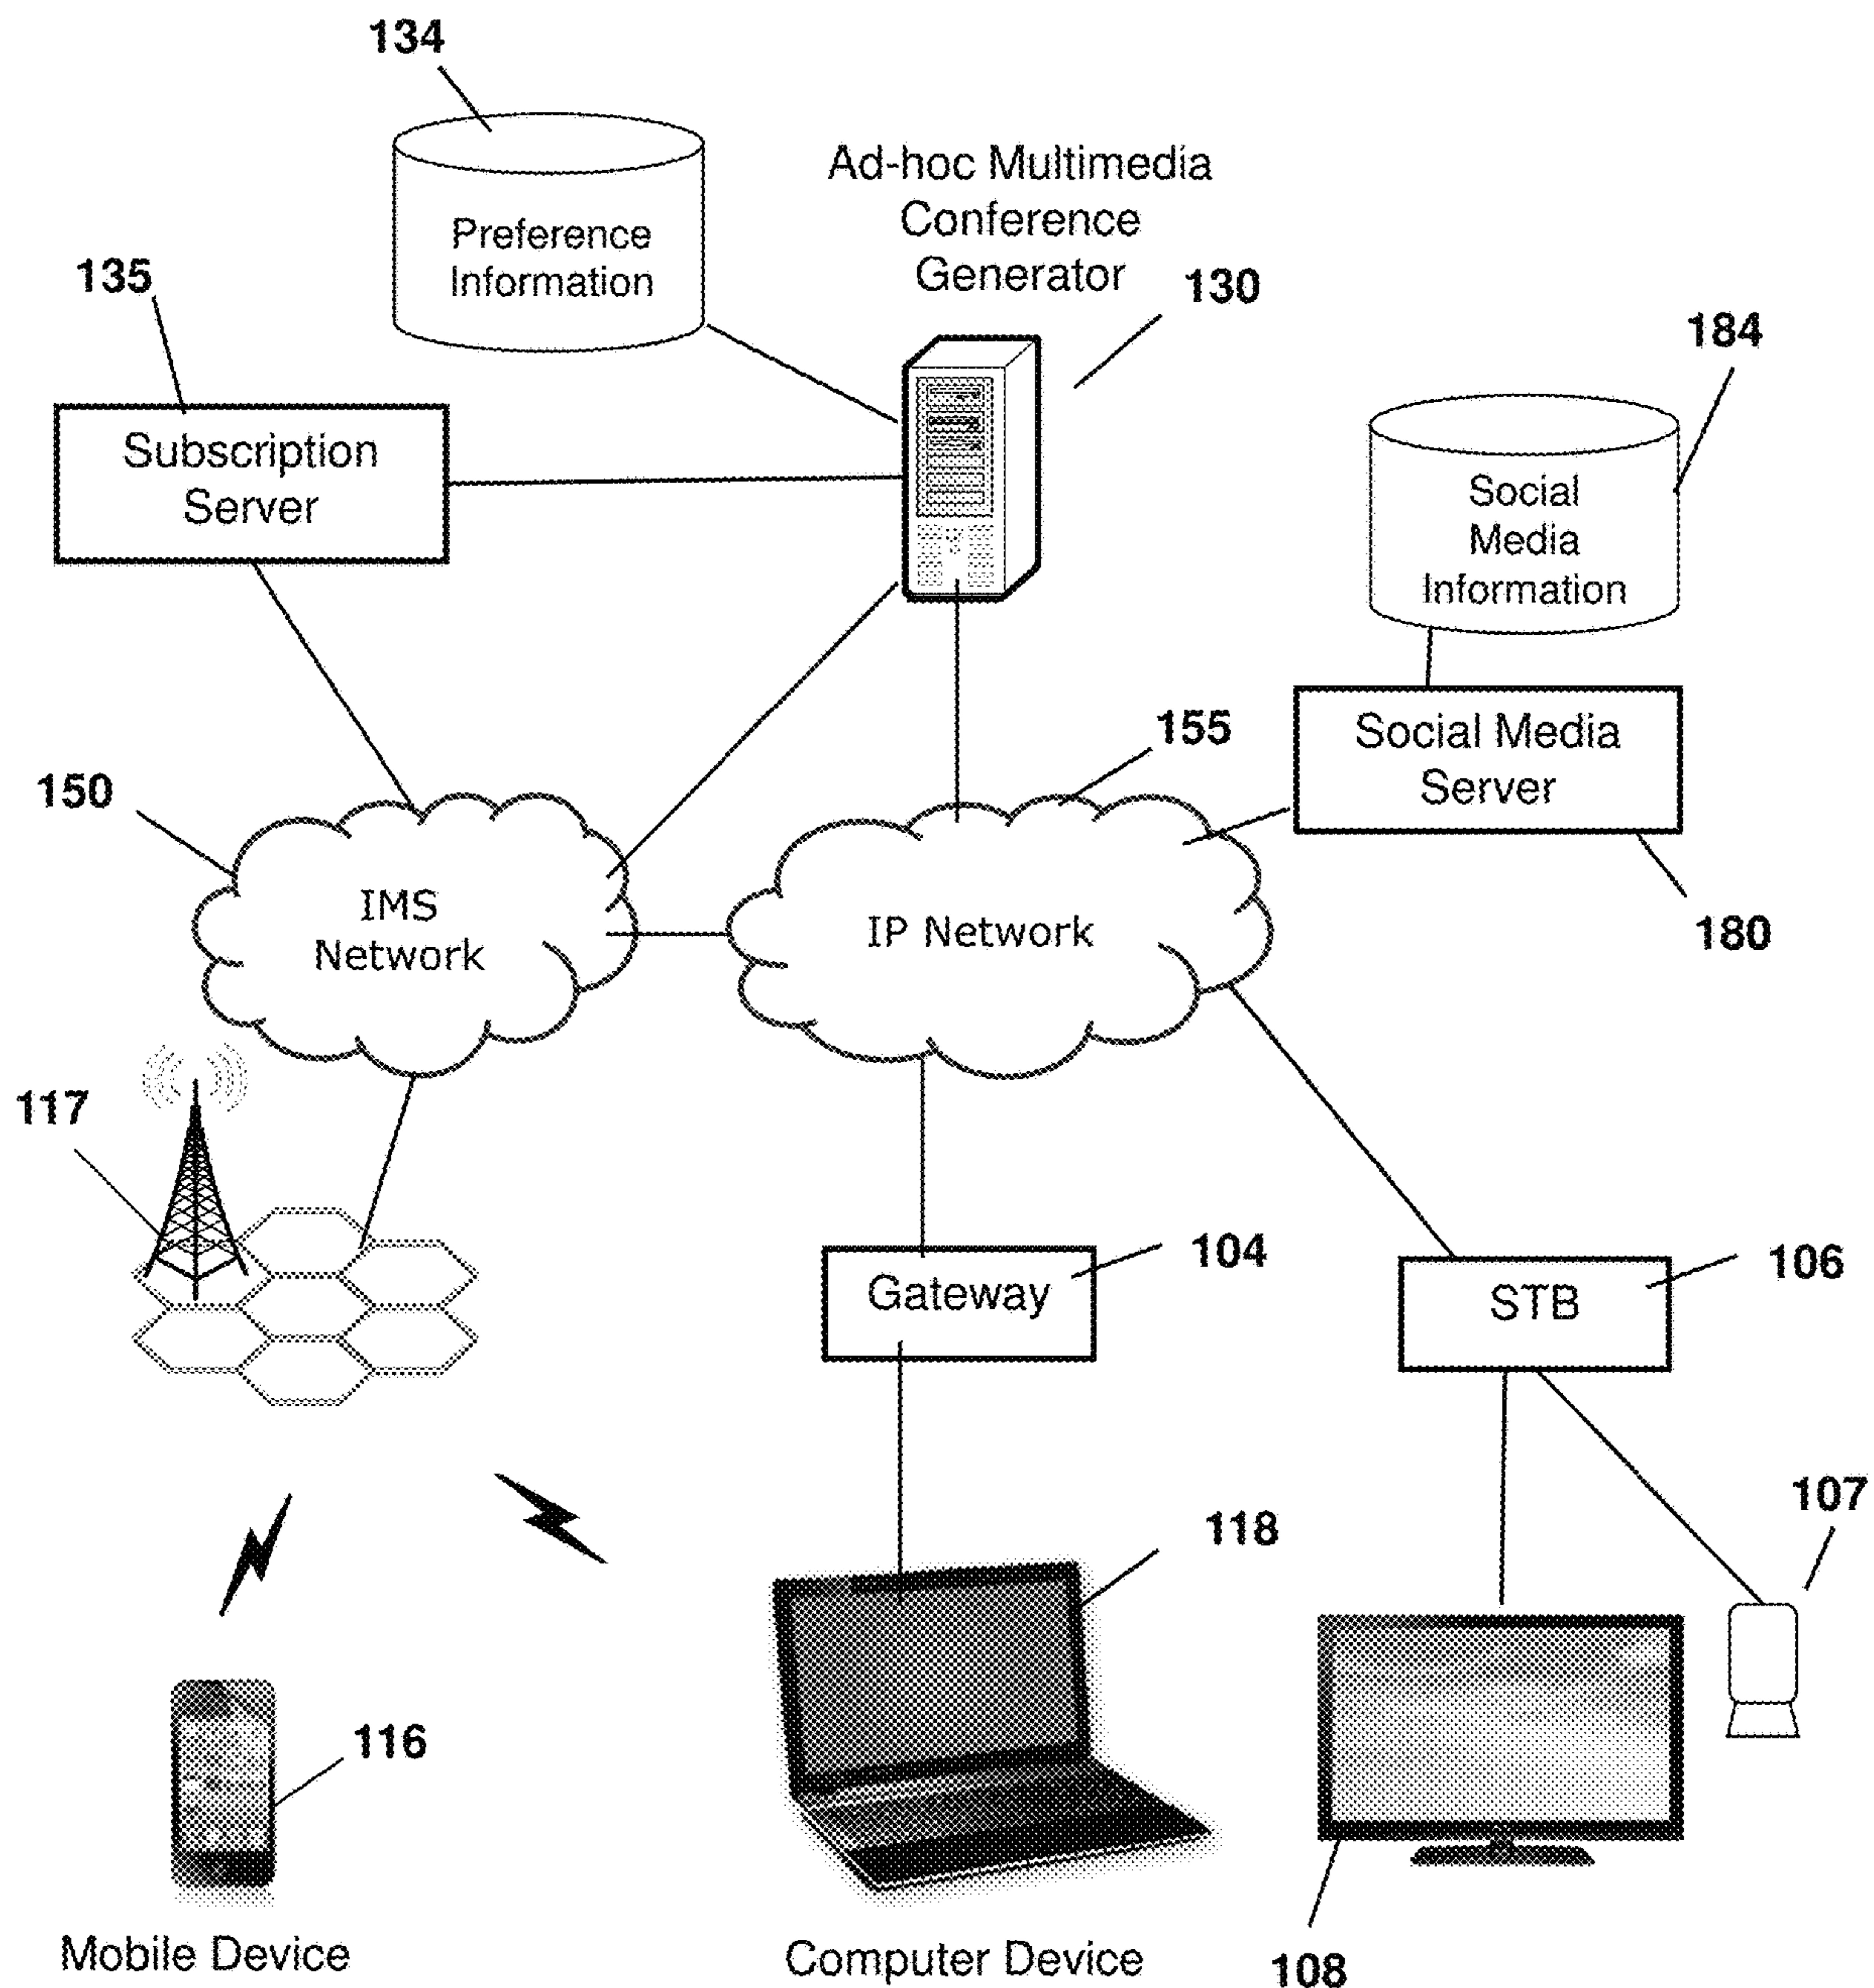 134
Preference
Information
Ad-hoc Multimedia
Conference
Generator
130
135
Subscription
Server
184
Social
Media
Information
155
Social Media
Server
180
150
IMS
Network
IP Network
117
104
Gateway
106
STB
107
118
116
108
Mobile Device
Computer Device